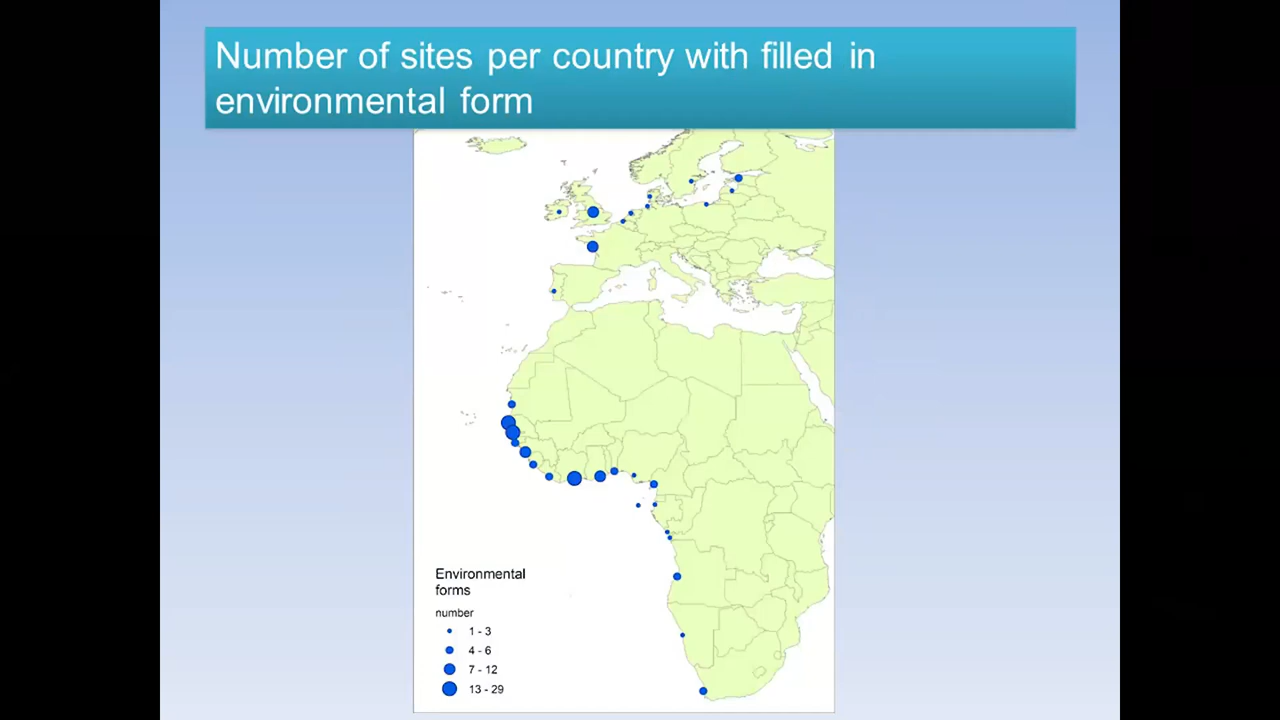 Number of sites per country with filled in
environmental form
Environmental
forms
number
1 - 3
4 - 6
7 - 12
13 - 29